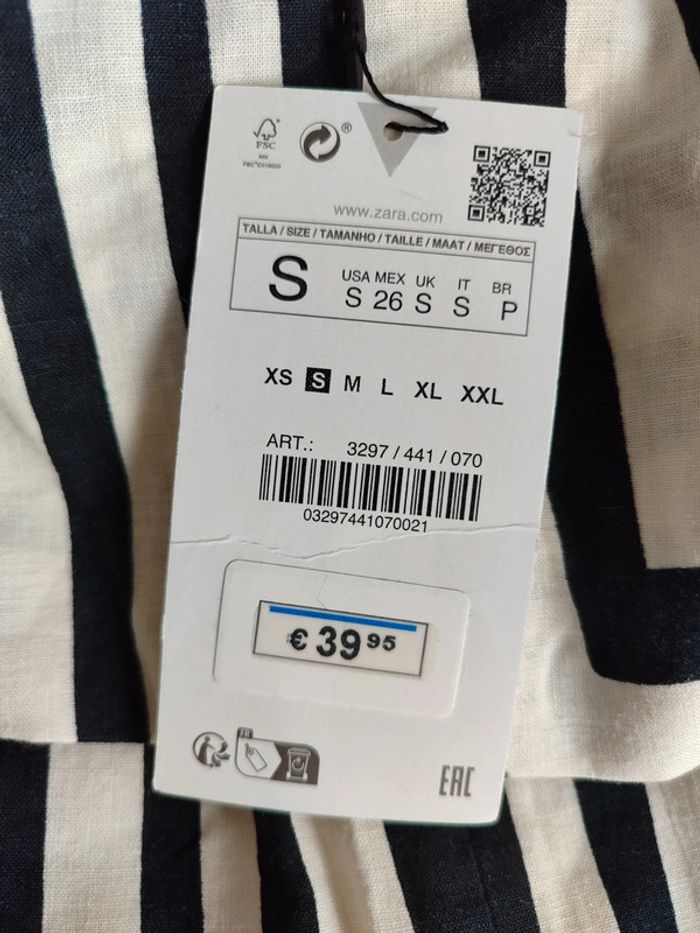 FSC
®
www.zara.com
TALLA / SIZE / TAMANHO / TAILLE / MAAT / ΜΕΓΕΘΟΣ
S
USA MEX UK IT BR
S 26 S S P
XS S M L XL XXL
ART.: 3297 / 441 / 070
03297441070021
€ 39 95
FR
EAC